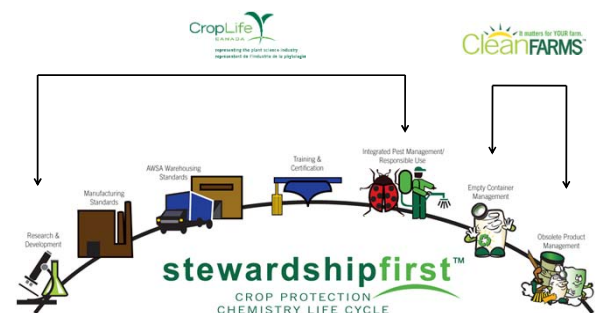 CropLife
CANADA
representing the plant science industry
représentant de l'industrie de la phytologie
It matters for YOUR farm.
CleanFARMS™
Research &
Development
Manufacturing
Standards
AWSA Warehousing
Standards
Training &
Certification
Integrated Pest Management/
Responsible Use
Empty Container
Management
Obsolete Product
Management
stewardshipfirst™
CROP PROTECTION
CHEMISTRY LIFE CYCLE